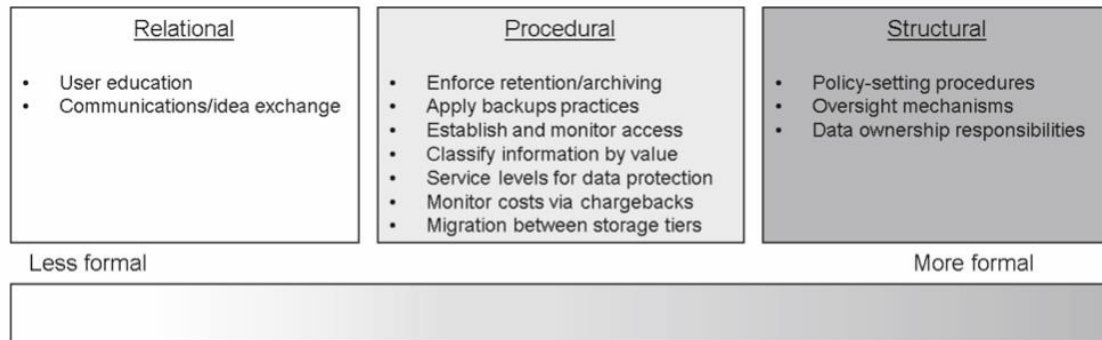 Relational
• User education
• Communications/idea exchange
Procedural
• Enforce retention/archiving
• Apply backups practices
• Establish and monitor access
• Classify information by value
• Service levels for data protection
• Monitor costs via chargebacks
• Migration between storage tiers
Structural
• Policy-setting procedures
• Oversight mechanisms
• Data ownership responsibilities
Less formal
More formal